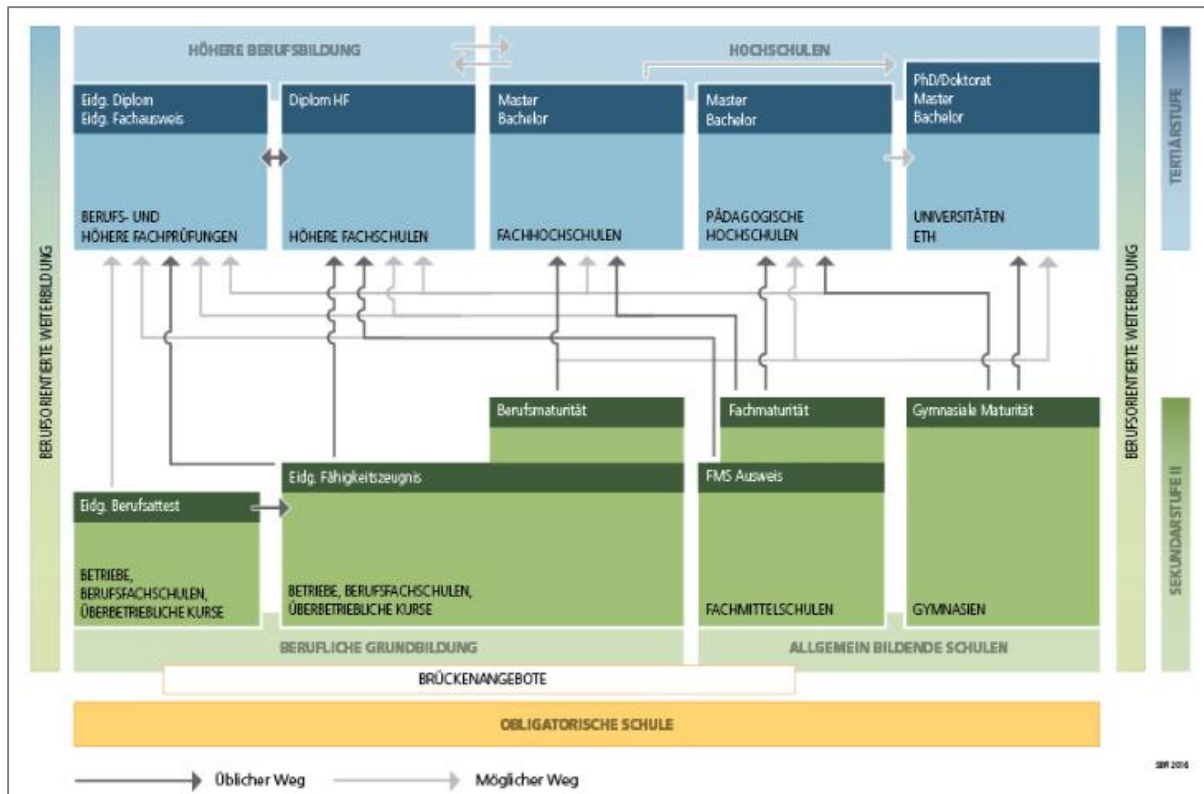 HÖHERE BERUFSBILDUNG
HOCHSCHULEN
Eidg. Diplom
Eidg. Fachausweis
Diplom HF
Master
Bachelor
Master
Bachelor
PhD/Doktorat
Master
Bachelor
BERUFS- UND
HÖHERE FACHPRÜFUNGEN
HÖHERE FACHSCHULEN
FACHHOCHSCHULEN
PÄDAGOGISCHE
HOCHSCHULEN
UNIVERSITÄTEN
ETH
BERUFSORIENTIERTE WEITERBILDUNG
BERUFSORIENTIERTE WEITERBILDUNG
TERTIÄRSTUFE
SEKUNDARSTUFE II
Berufsmaturität
Fachmaturität
Gymnasiale Maturität
Eidg. Fähigkeitszeugnis
FMS Ausweis
Eidg. Berufsattest
BETRIEBE,
BERUFSFACHSCHULEN,
ÜBERBETRIEBLICHE KURSE
BETRIEBE, BERUFSFACHSCHULEN,
ÜBERBETRIEBLICHE KURSE
FACHMITTELSCHULEN
GYMNASIEN
BERUFLICHE GRUNDBILDUNG
ALLGEMEIN BILDENDE SCHULEN
BRÜCKENANGEBOTE
OBLIGATORISCHE SCHULE
Üblicher Weg
Möglicher Weg
2016